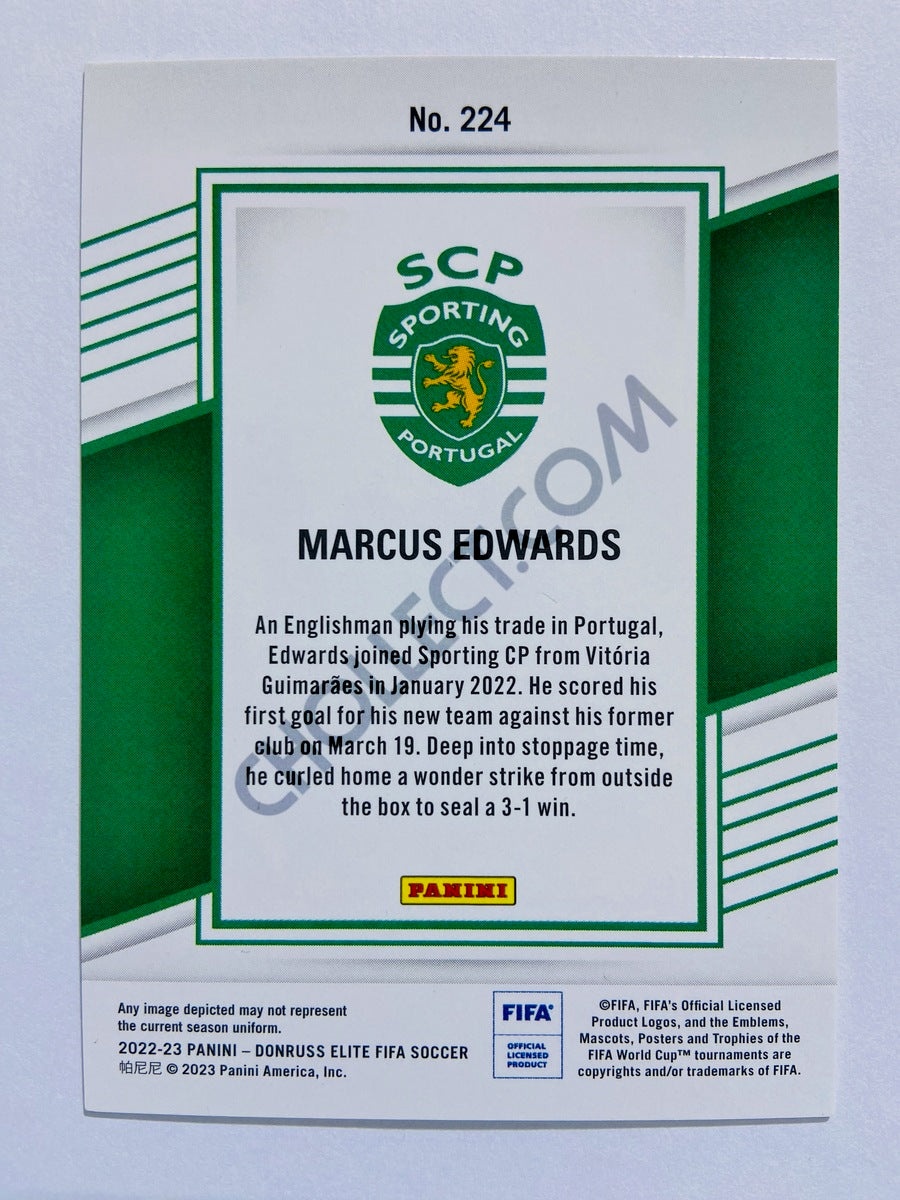 No. 224
SCP
SPORTING
PORTUGAL
MARCUS EDWARDS
An Englishman plying his trade in Portugal,
Edwards joined Sporting CP from Vitória
Guimarães in January 2022. He scored his
first goal for his new team against his former
club on March 19. Deep into stoppage time,
he curled home a wonder strike from outside
the box to seal a 3-1 win.
CHOLLECT.COM
PANINI
Any image depicted may not represent
the current season uniform.
2022-23 PANINI – DONRUSS ELITE FIFA SOCCER
帕尼尼 © 2023 Panini America, Inc.
FIFA®
OFFICIAL
LICENSED
PRODUCT
©FIFA, FIFA's Official Licensed
Product Logos, and the Emblems,
Mascots, Posters and Trophies of the
FIFA World Cup™ tournaments are
copyrights and/or trademarks of FIFA.